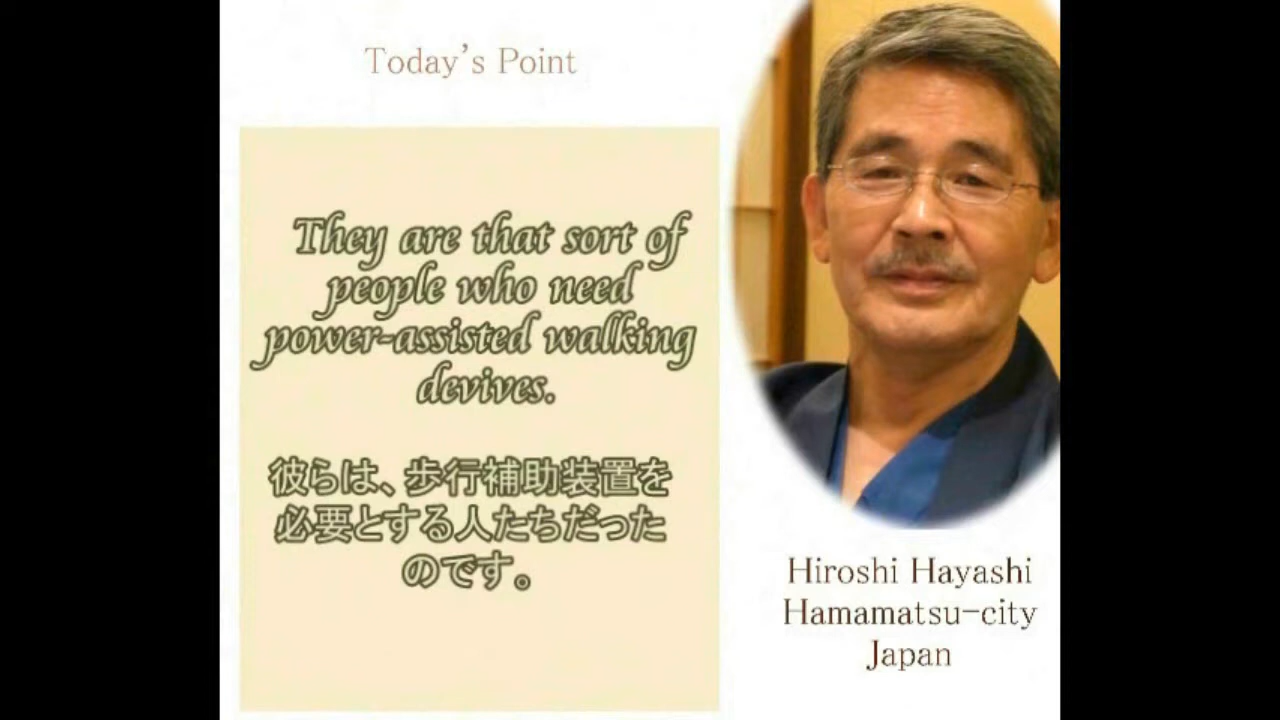 Today's Point
They are that sort of
people who need
power-assisted walking
devives.
彼らは、歩行補助装置を
必要とする人たちだった
のです。
Hiroshi Hayashi
Hamamatsu-city
Japan